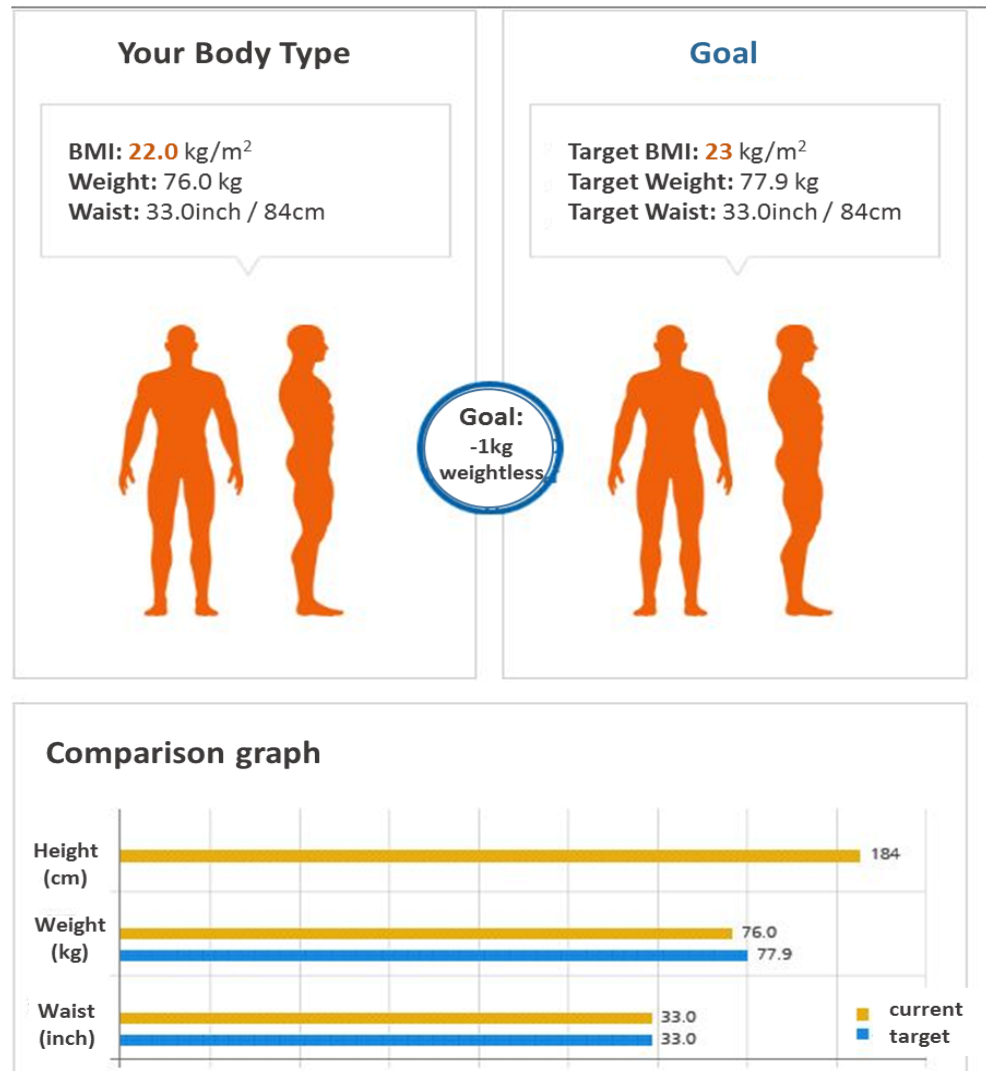 Your Body Type
BMI: 22.0 kg/m²
Weight: 76.0 kg
Waist: 33.0inch / 84cm
Goal
Target BMI: 23 kg/m²
Target Weight: 77.9 kg
Target Waist: 33.0inch / 84cm
Goal:
-1kg
weightless
Comparison graph
Height
(cm)
184
Weight
(kg)
76.0
77.9
Waist
(inch)
33.0
33.0
current
target